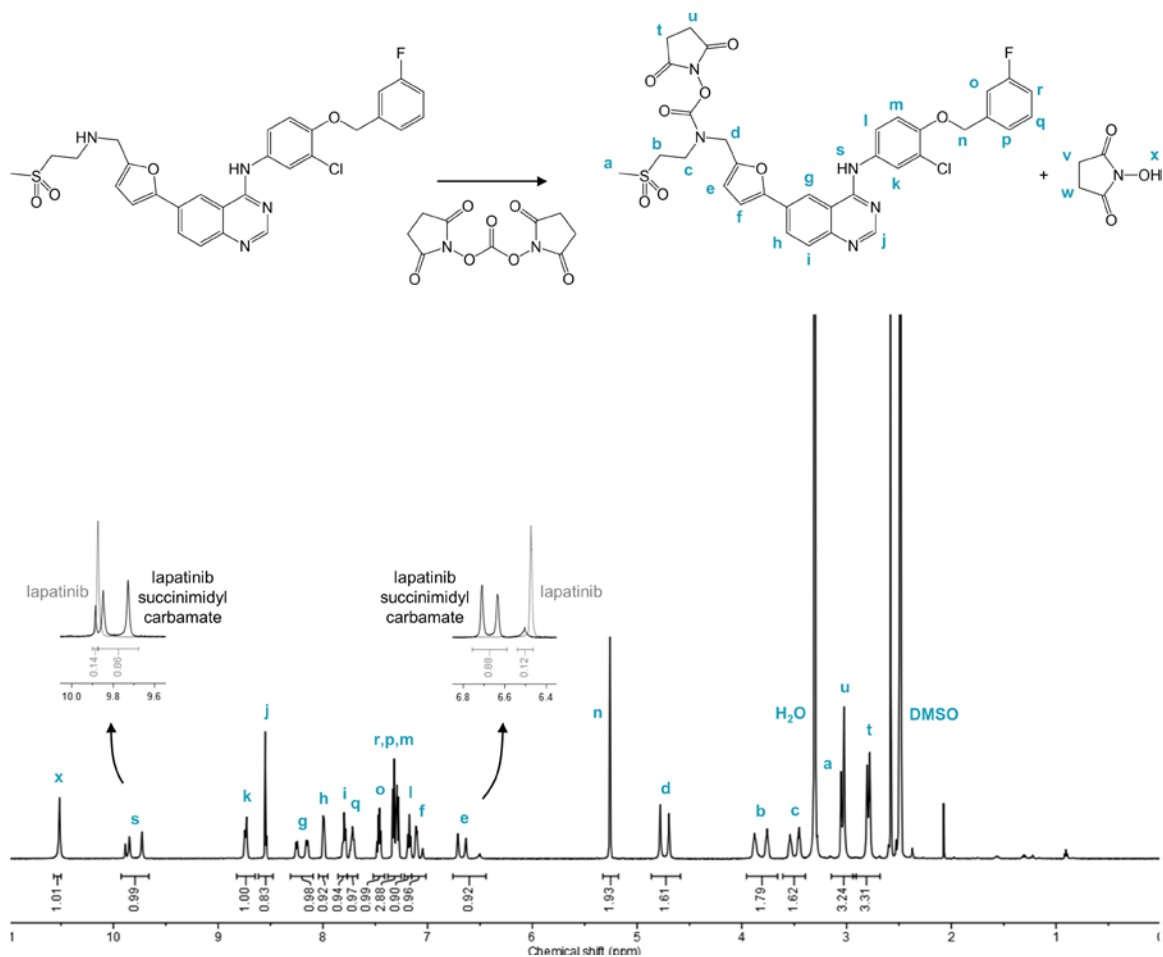 t u
O N O
O
O
O N
b d
a S
O O
c
e O
f
g
h
i
N N
j
s
NH
l m
k
Cl
O
n
o
F
r
q
p
+
v
w
O
N OH
O
x
NH
S
O O
O
NH
N
N
O
Cl
F
O O
N N
O O O
O O
lapatinib
lapatinib
succinimidyl
carbamate
0.14
0.86
10.0 9.8 9.6
lapatinib
succinimidyl
carbamate
lapatinib
0.88
0.12
6.8 6.6 6.4
x s k j g h i q o r,p,m l f e n d b c H2O a u t DMSO
1.01 0.99 1.00 0.83 0.98 0.92 0.94 0.97 0.99 2.88 0.90 0.96 0.92 1.93 1.61 1.79 1.62 3.24 3.31
1 10 9 8 7 6 5 4 3 2 1
Chemical shift (ppm)